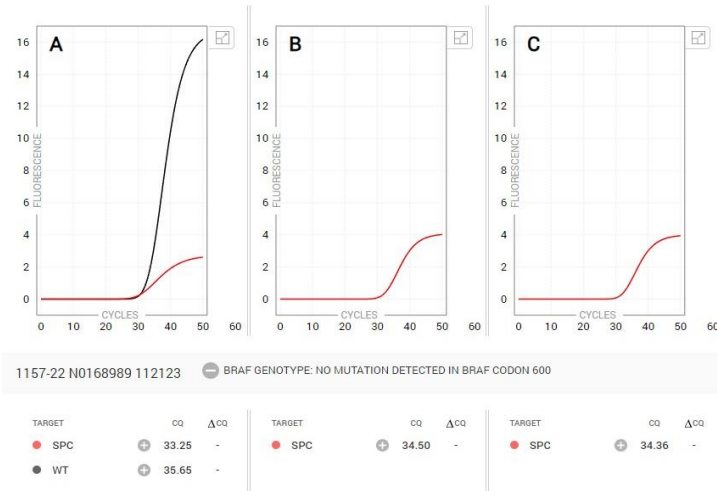 A
16
14
12
10
8
6
4
2
0
FLUORESCENCE
0 10 20 30 40 50 60
CYCLES
B
16
14
12
10
8
6
4
2
0
FLUORESCENCE
0 10 20 30 40 50 60
CYCLES
C
16
14
12
10
8
6
4
2
0
FLUORESCENCE
0 10 20 30 40 50 60
CYCLES
1157-22 N0168989 112123 BRAF GENOTYPE: NO MUTATION DETECTED IN BRAF CODON 600
TARGET CQ ΔCQ
SPC 33.25 -
WT 35.65 -
TARGET CQ ΔCQ
SPC 34.50 -
TARGET CQ ΔCQ
SPC 34.36 -